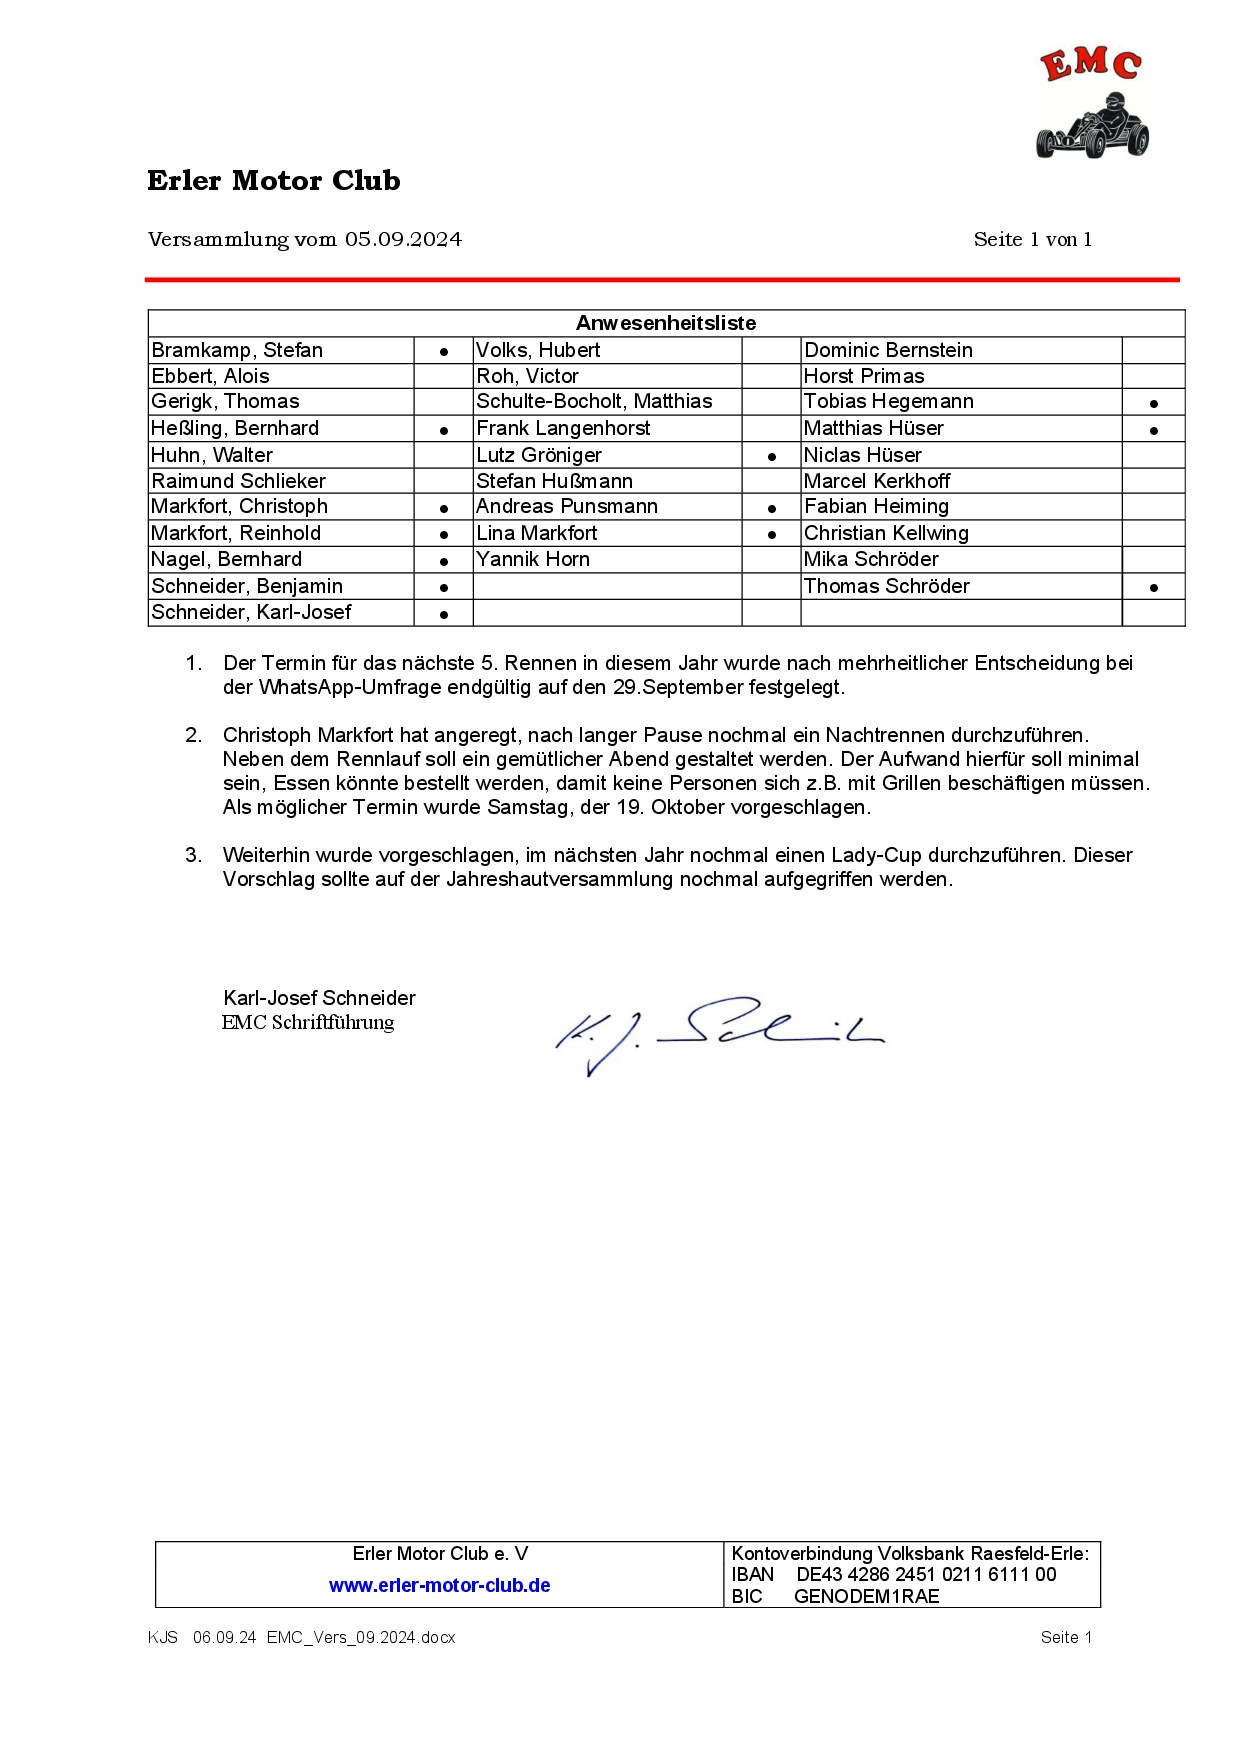 EMC
Erler Motor Club
Versammlung vom 05.09.2024 Seite 1 von 1
Anwesenheitsliste
Bramkamp, Stefan ● Volks, Hubert Dominic Bernstein
Ebbert, Alois Roh, Victor Horst Primas
Gerigk, Thomas Schulte-Bocholt, Matthias Tobias Hegemann ●
Heßling, Bernhard ● Frank Langenhorst Matthias Hüser ●
Huhn, Walter Lutz Gröniger ● Niclas Hüser
Raimund Schlieker Stefan Hußmann Marcel Kerkhoff
Markfort, Christoph ● Andreas Punsmann ● Fabian Heiming
Markfort, Reinhold ● Lina Markfort ● Christian Kellwing
Nagel, Bernhard ● Yannik Horn Mika Schröder
Schneider, Benjamin ● Thomas Schröder ●
Schneider, Karl-Josef ●
1. Der Termin für das nächste 5. Rennen in diesem Jahr wurde nach mehrheitlicher Entscheidung bei
der WhatsApp-Umfrage endgültig auf den 29.September festgelegt.
2. Christoph Markfort hat angeregt, nach langer Pause nochmal ein Nachtrennen durchzuführen.
Neben dem Rennlauf soll ein gemütlicher Abend gestaltet werden. Der Aufwand hierfür soll minimal
sein, Essen könnte bestellt werden, damit keine Personen sich z.B. mit Grillen beschäftigen müssen.
Als möglicher Termin wurde Samstag, der 19. Oktober vorgeschlagen.
3. Weiterhin wurde vorgeschlagen, im nächsten Jahr nochmal einen Lady-Cup durchzuführen. Dieser
Vorschlag sollte auf der Jahreshautversammlung nochmal aufgegriffen werden.
Karl-Josef Schneider
EMC Schriftführung
K. J. Schneider
Erler Motor Club e. V
www.erler-motor-club.de
Kontoverbindung Volksbank Raesfeld-Erle:
IBAN DE43 4286 2451 0211 6111 00
BIC GENODEM1RAE
KJS 06.09.24 EMC_Vers_09.2024.docx Seite 1